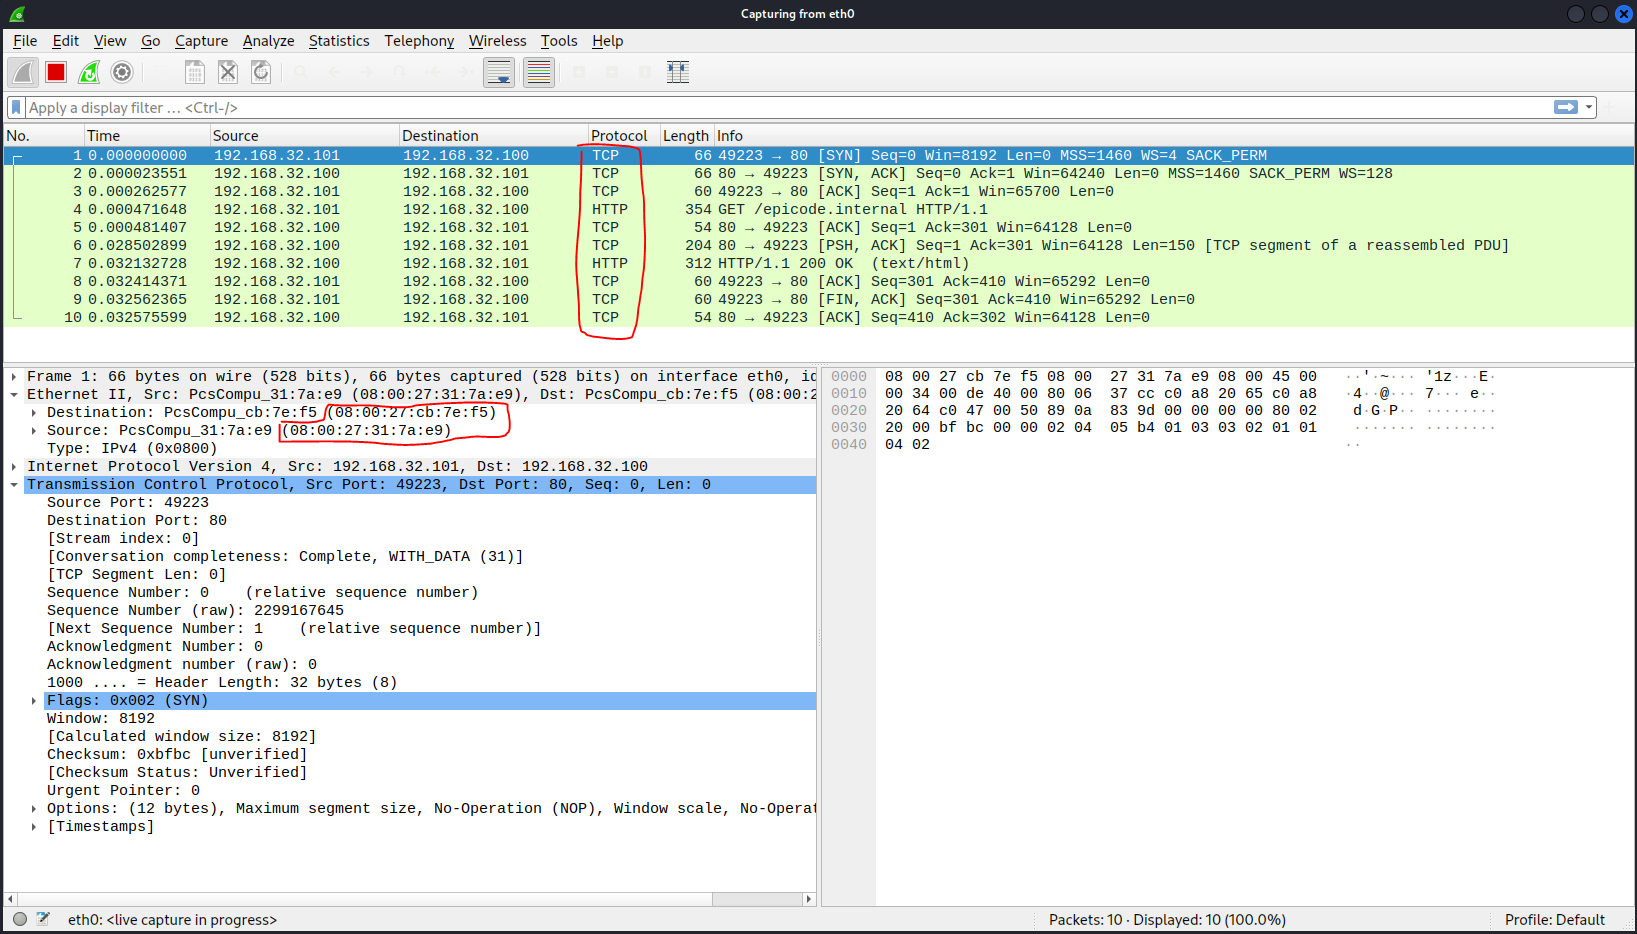 Capturing from eth0
File Edit View Go Capture Analyze Statistics Telephony Wireless Tools Help
Apply a display filter … <Ctrl-/>
No. Time Source Destination Protocol Length Info
1 0.000000000 192.168.32.101 192.168.32.100 TCP 66 49223 → 80 [SYN] Seq=0 Win=8192 Len=0 MSS=1460 WS=4 SACK_PERM
2 0.000023551 192.168.32.100 192.168.32.101 TCP 66 80 → 49223 [SYN, ACK] Seq=0 Ack=1 Win=64240 Len=0 MSS=1460 SACK_PERM WS=128
3 0.000262577 192.168.32.101 192.168.32.100 TCP 60 49223 → 80 [ACK] Seq=1 Ack=1 Win=65700 Len=0
4 0.000471648 192.168.32.101 192.168.32.100 HTTP 354 GET /epicode.internal HTTP/1.1
5 0.000481407 192.168.32.100 192.168.32.101 TCP 54 80 → 49223 [ACK] Seq=1 Ack=301 Win=64128 Len=0
6 0.028502899 192.168.32.100 192.168.32.101 TCP 204 80 → 49223 [PSH, ACK] Seq=1 Ack=301 Win=64128 Len=150 [TCP segment of a reassembled PDU]
7 0.032132728 192.168.32.100 192.168.32.101 HTTP 312 HTTP/1.1 200 OK  (text/html)
8 0.032414371 192.168.32.101 192.168.32.100 TCP 60 49223 → 80 [ACK] Seq=301 Ack=410 Win=65292 Len=0
9 0.032562365 192.168.32.101 192.168.32.100 TCP 60 49223 → 80 [FIN, ACK] Seq=301 Ack=410 Win=65292 Len=0
10 0.032575599 192.168.32.100 192.168.32.101 TCP 54 80 → 49223 [ACK] Seq=410 Ack=302 Win=64128 Len=0
Frame 1: 66 bytes on wire (528 bits), 66 bytes captured (528 bits) on interface eth0, id
Ethernet II, Src: PcsCompu_31:7a:e9 (08:00:27:31:7a:e9), Dst: PcsCompu_cb:7e:f5 (08:00:2
Destination: PcsCompu_cb:7e:f5 (08:00:27:cb:7e:f5)
Source: PcsCompu_31:7a:e9 (08:00:27:31:7a:e9)
Type: IPv4 (0x0800)
Internet Protocol Version 4, Src: 192.168.32.101, Dst: 192.168.32.100
Transmission Control Protocol, Src Port: 49223, Dst Port: 80, Seq: 0, Len: 0
Source Port: 49223
Destination Port: 80
[Stream index: 0]
[Conversation completeness: Complete, WITH_DATA (31)]
[TCP Segment Len: 0]
Sequence Number: 0    (relative sequence number)
Sequence Number (raw): 2299167645
[Next Sequence Number: 1    (relative sequence number)]
Acknowledgment Number: 0
Acknowledgment number (raw): 0
1000 .... = Header Length: 32 bytes (8)
Flags: 0x002 (SYN)
Window: 8192
[Calculated window size: 8192]
Checksum: 0xbfbc [unverified]
[Checksum Status: Unverified]
Urgent Pointer: 0
Options: (12 bytes), Maximum segment size, No-Operation (NOP), Window scale, No-Operat
[Timestamps]
0000 08 00 27 cb 7e f5 08 00 27 31 7a e9 08 00 45 00 ··'·~··· '1z···E·
0010 00 34 00 de 40 00 80 06 37 cc c0 a8 20 65 c0 a8 ·4··@··· 7··· e··
0020 20 64 c0 47 00 50 89 0a 83 9d 00 00 00 00 80 02 d·G·P·· ········
0030 20 00 bf bc 00 00 02 04 05 b4 01 03 03 02 01 01 ······· ········
0040 04 02 ··
eth0: <live capture in progress>
Packets: 10 · Displayed: 10 (100.0%)
Profile: Default